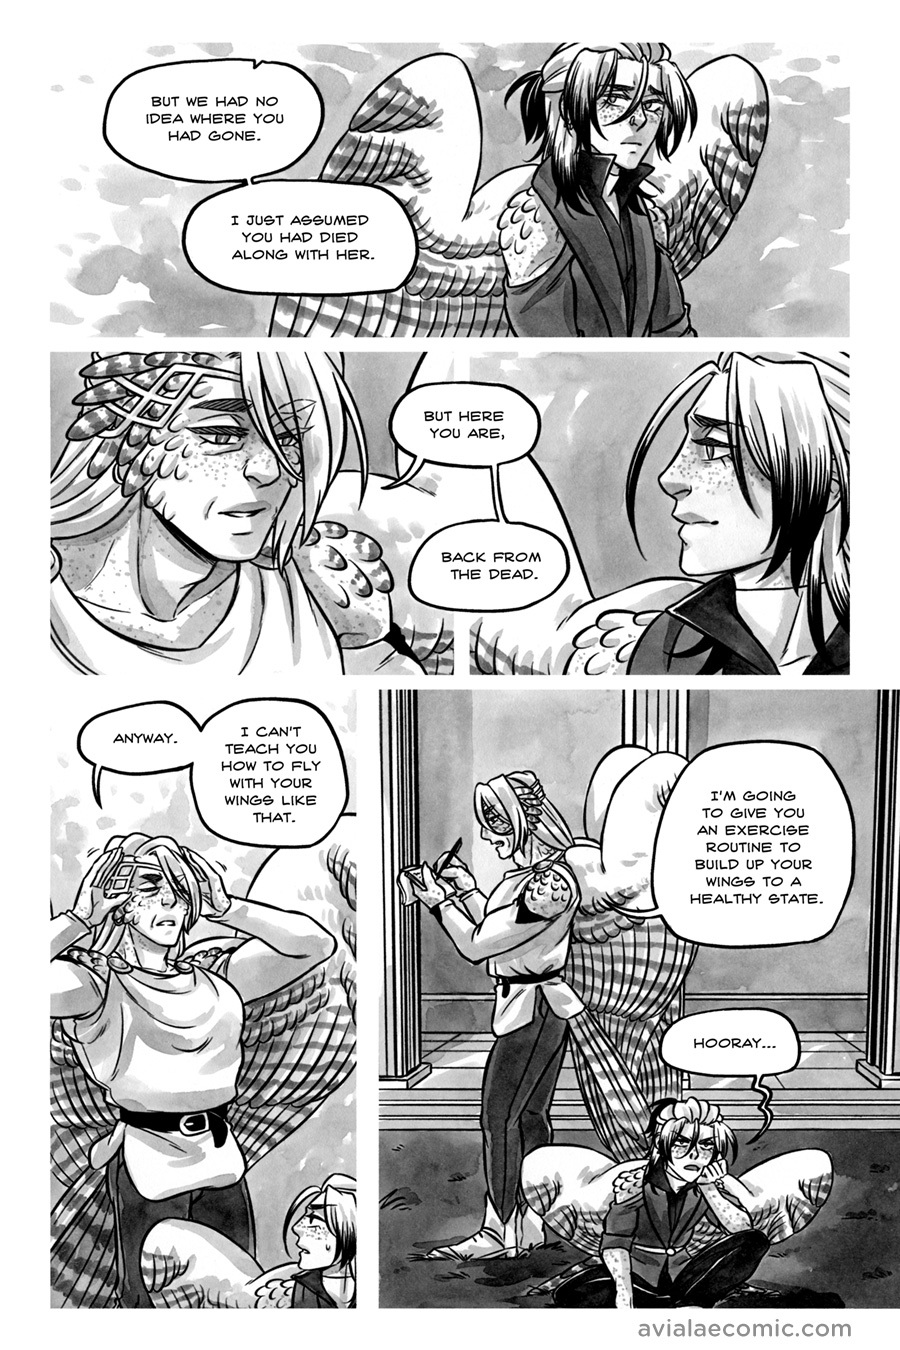 BUT WE HAD NO
IDEA WHERE YOU
HAD GONE.
I JUST ASSUMED
YOU HAD DIED
ALONG WITH HER.
BUT HERE
YOU ARE,
BACK FROM
THE DEAD.
ANYWAY.
I CAN'T
TEACH YOU
HOW TO FLY
WITH YOUR
WINGS LIKE
THAT.
I'M GOING
TO GIVE YOU
AN EXERCISE
ROUTINE TO
BUILD UP YOUR
WINGS TO A
HEALTHY STATE.
HOORAY...
avialaecomic.com